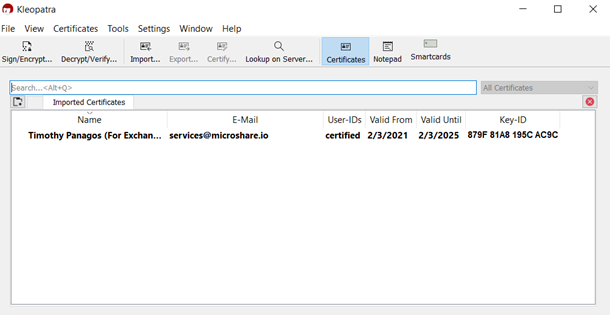 Kleopatra
File View Certificates Tools Settings Window Help
Sign/Encrypt... Decrypt/Verify... Import... Export... Certify... Lookup on Server... Certificates Notepad Smartcards
Search...<Alt+Q> All Certificates
Imported Certificates
Name E-Mail User-IDs Valid From Valid Until Key-ID
Timothy Panagos (For Exchan... services@microshare.io certified 2/3/2021 2/3/2025 879F 81A8 195C AC9C